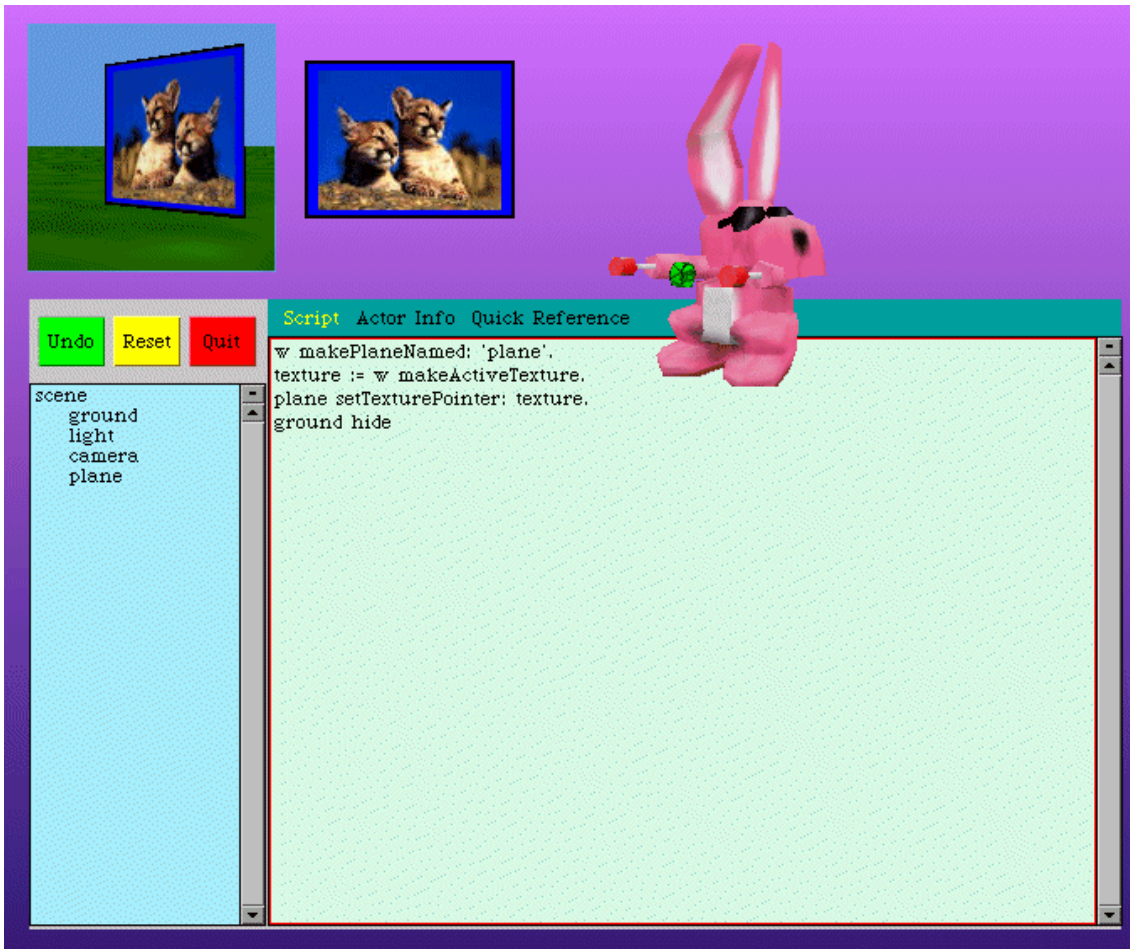 Undo Reset Quit
Script Actor Info Quick Reference
w makePlaneNamed: 'plane'.
texture := w makeActiveTexture.
plane setTexturePointer: texture.
ground hide
scene
ground
light
camera
plane